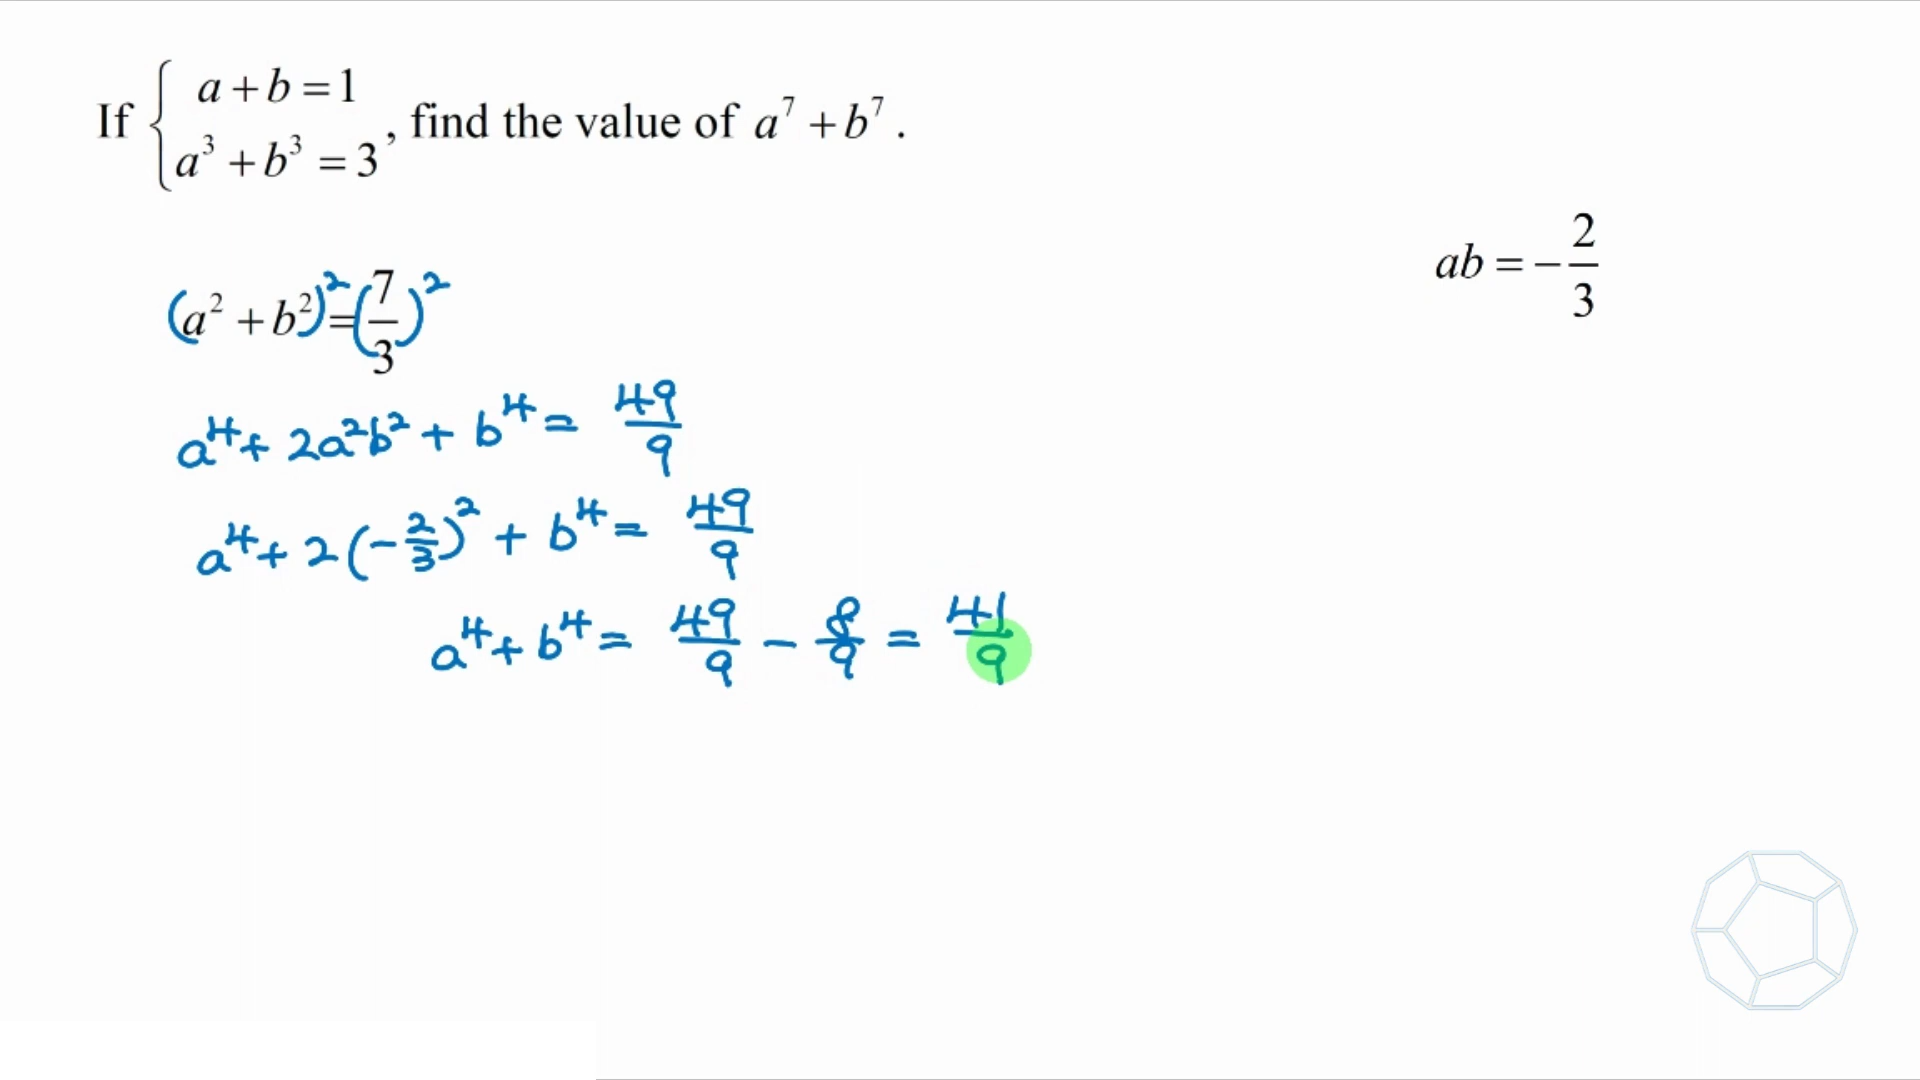 If { a + b = 1
a³ + b³ = 3 , find the value of a⁷ + b⁷ .
ab = -2/3
(a² + b²)² = (7/3)²
a⁴ + 2a²b² + b⁴ = 49/9
a⁴ + 2(-2/3)² + b⁴ = 49/9
a⁴ + b⁴ = 49/9 - 8/9 = 41/9